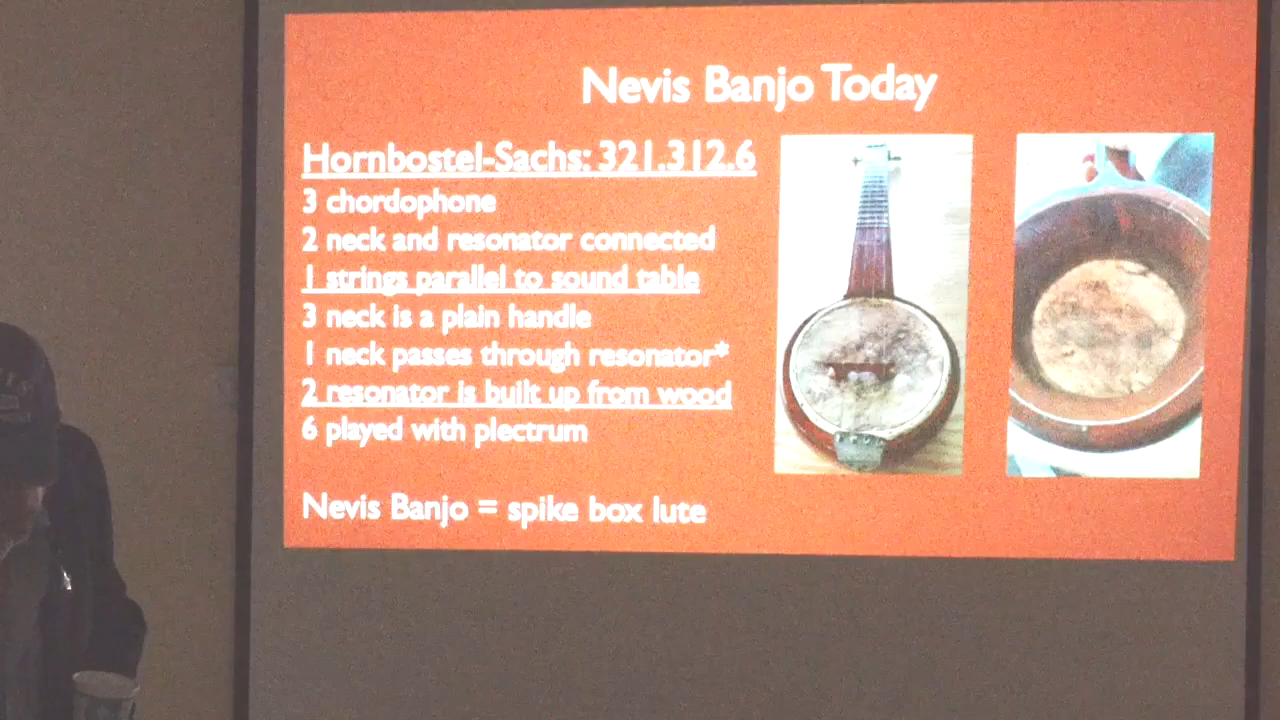 Nevis Banjo Today
Hornbostel-Sachs: 321.312.6
3 chordophone
2 neck and resonator connected
1 strings parallel to sound table
3 neck is a plain handle
1 neck passes through resonator*
2 resonator is built up from wood
6 played with plectrum
Nevis Banjo = spike box lute